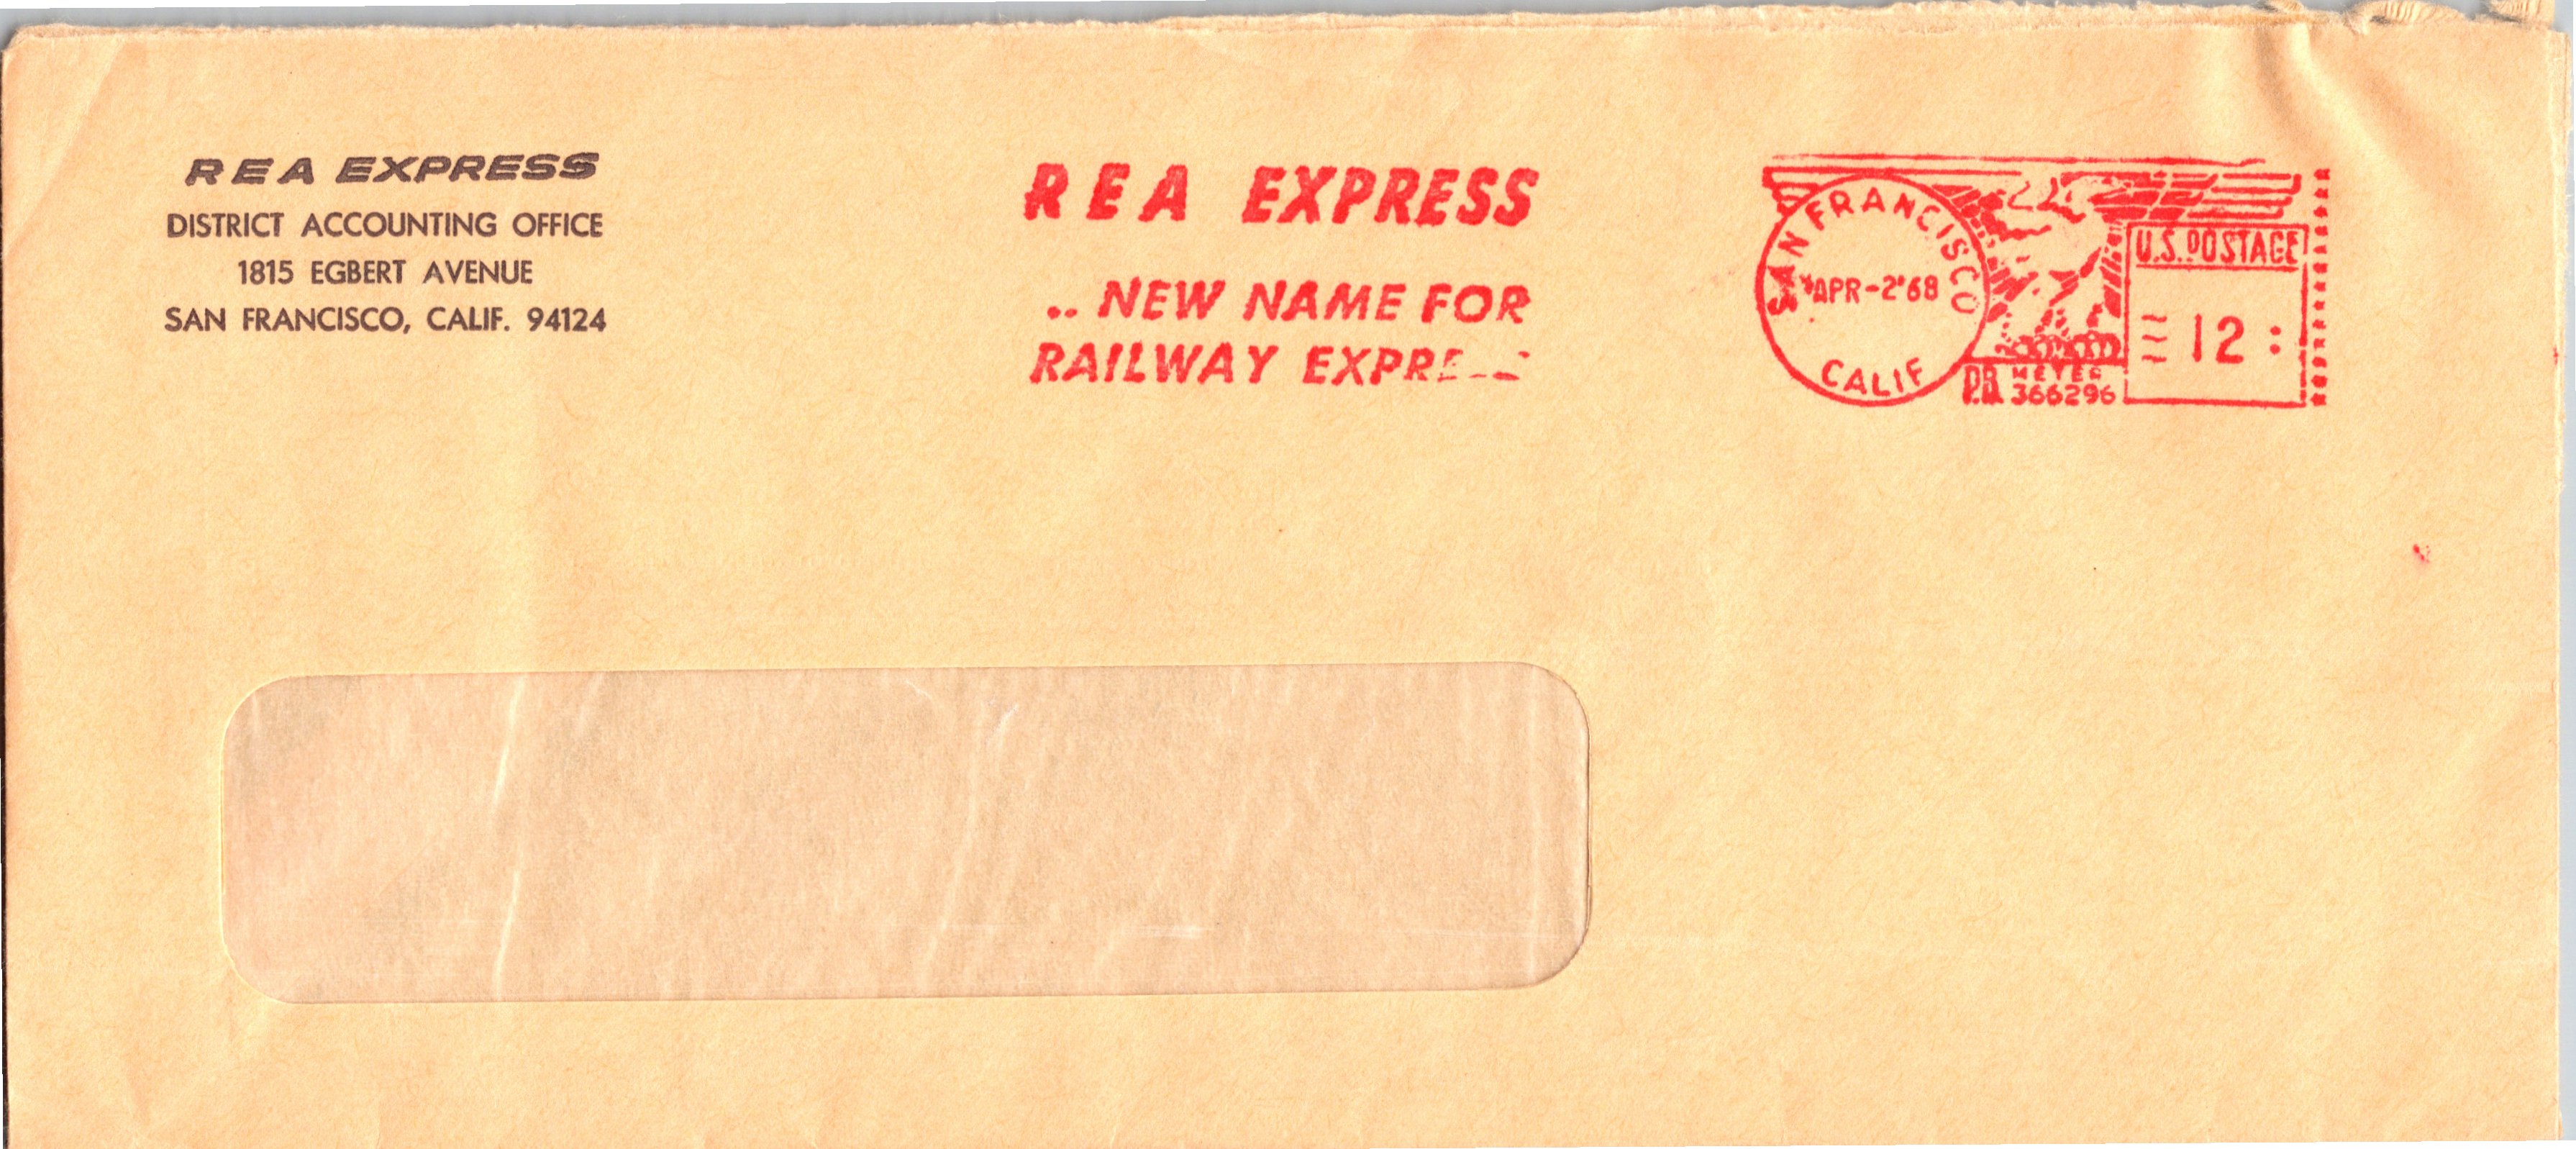 REA EXPRESS
DISTRICT ACCOUNTING OFFICE
1815 EGBERT AVENUE
SAN FRANCISCO, CALIF. 94124
REA EXPRESS
.. NEW NAME FOR
RAILWAY EXPRESS
SAN FRANCISCO
APR-2'68
CALIF
U.S. POSTAGE
12
P.B. METER
366296